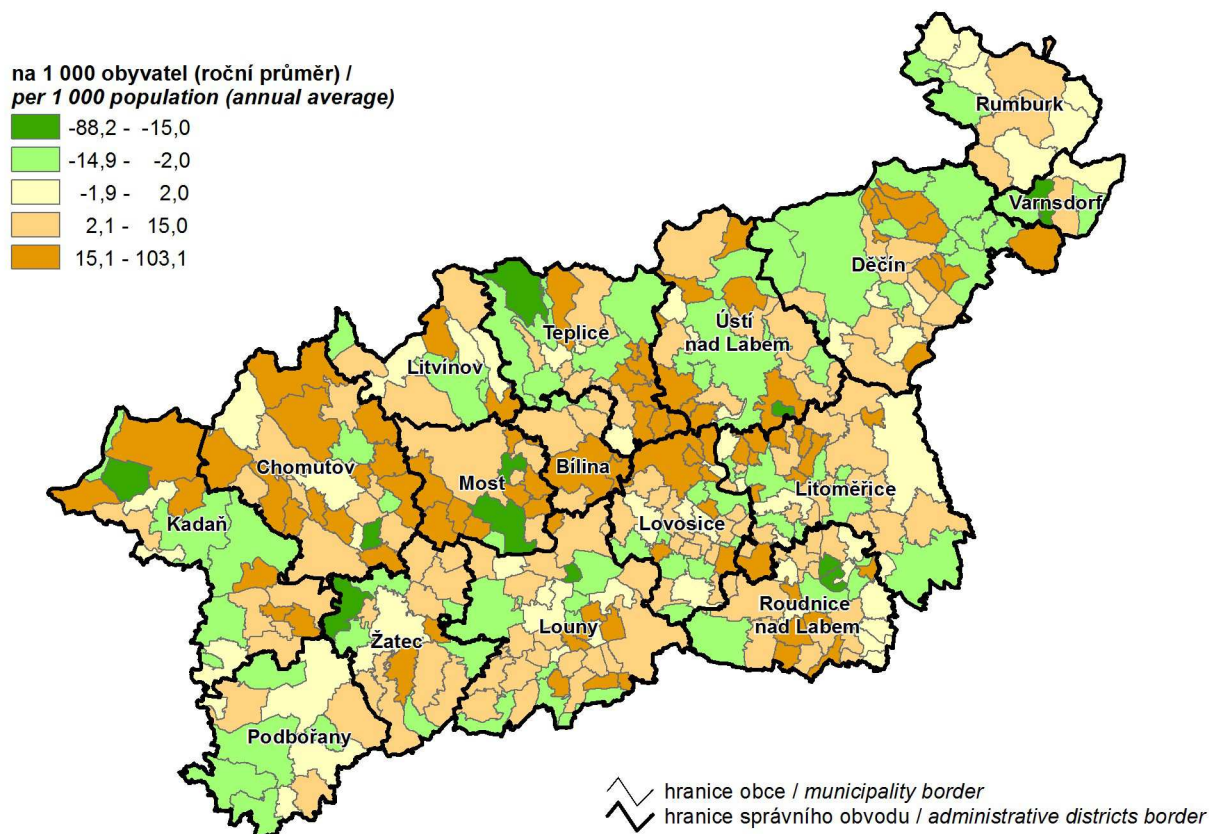 na 1 000 obyvatel (roční průměr) /
per 1 000 population (annual average)
-88,2 - -15,0
-14,9 - -2,0
-1,9 - 2,0
2,1 - 15,0
15,1 - 103,1
Rumburk
Varnsdorf
Děčín
Ústí
nad Labem
Teplice
Litvínov
Chomutov
Most
Bílina
Litoměřice
Kadaň
Lovosice
Roudnice
nad Labem
Louny
Žatec
Podbořany
hranice obce / municipality border
hranice správního obvodu / administrative districts border